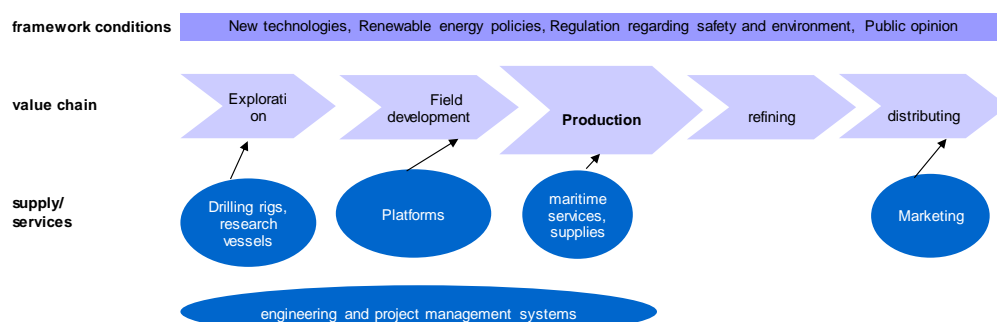 framework conditions
New technologies, Renewable energy policies, Regulation regarding safety and environment, Public opinion
value chain
Explorati
on
Field
development
Production
refining
distributing
supply/
services
Drilling rigs,
research
vessels
Platforms
maritime
services,
supplies
Marketing
engineering and project management systems